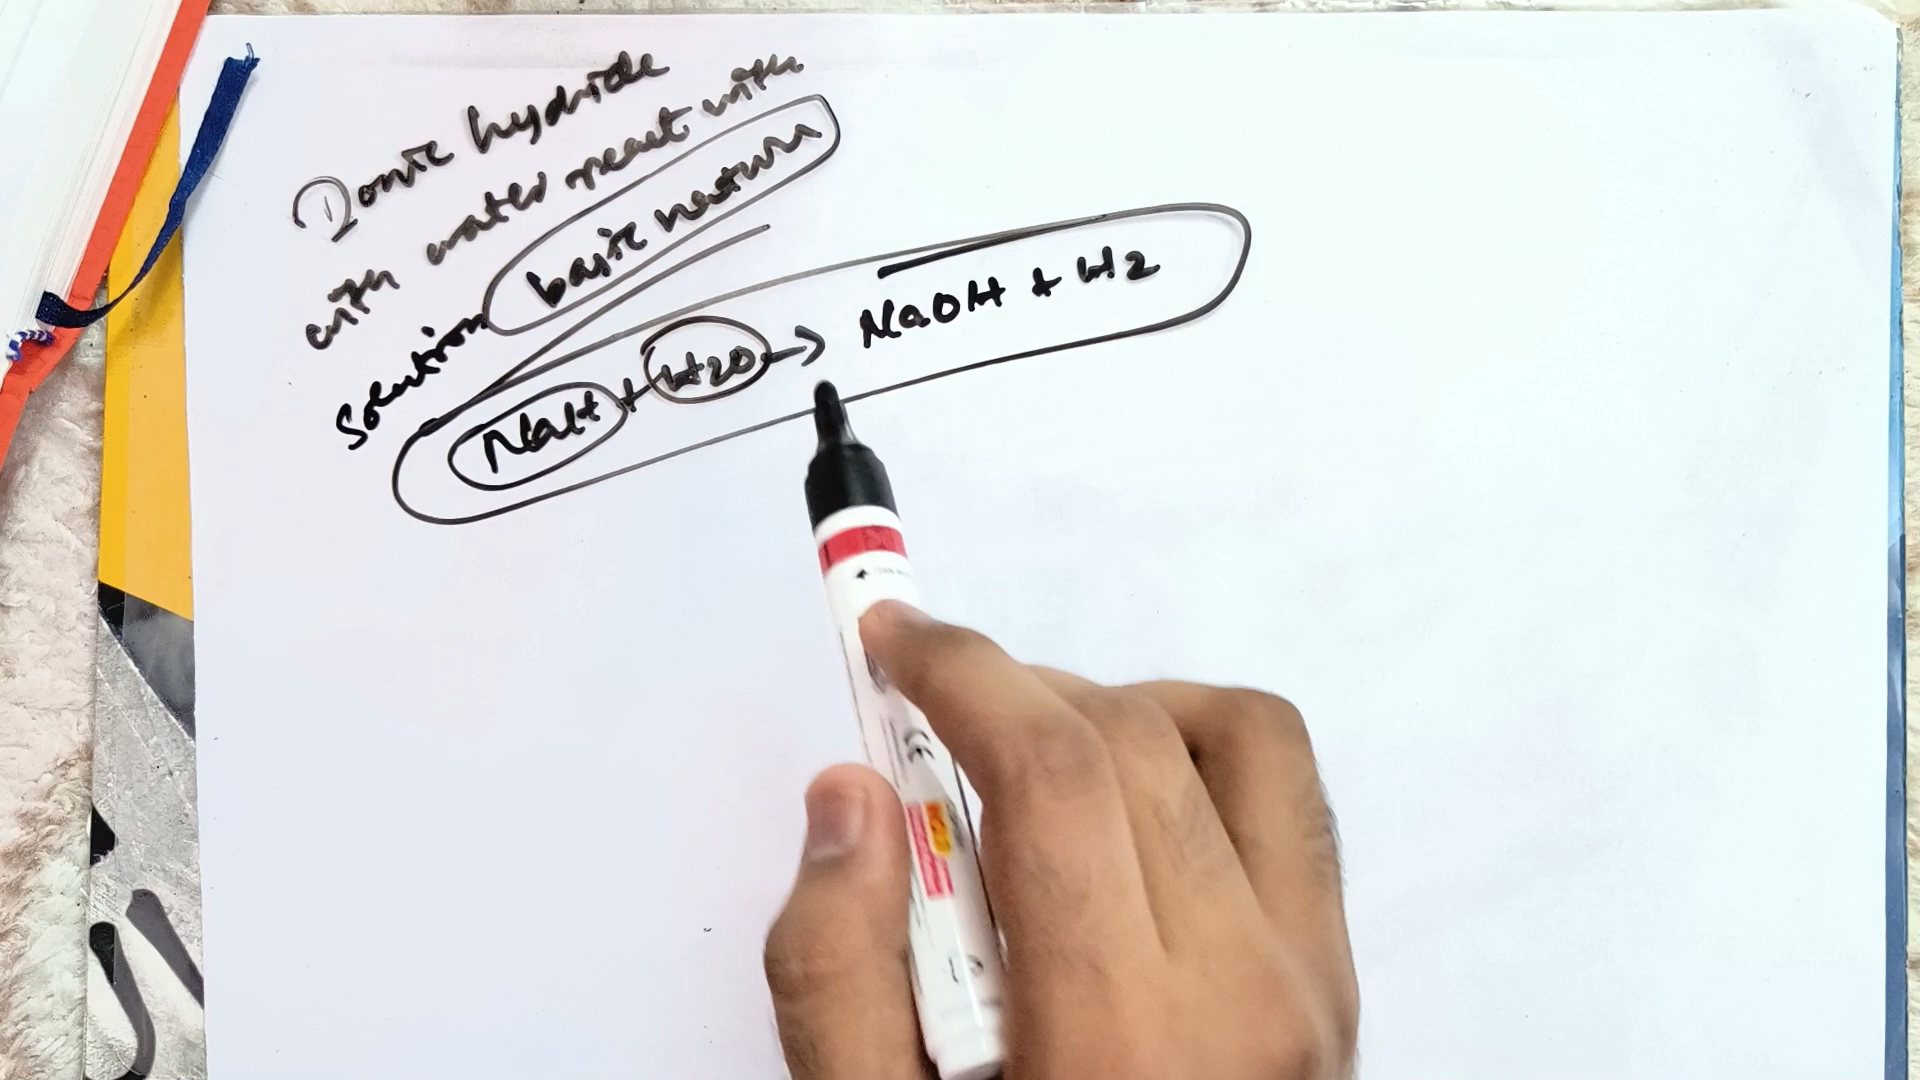 Ionic hydride
with water react with
solution basic nature
NaH + H2O → NaOH + H2